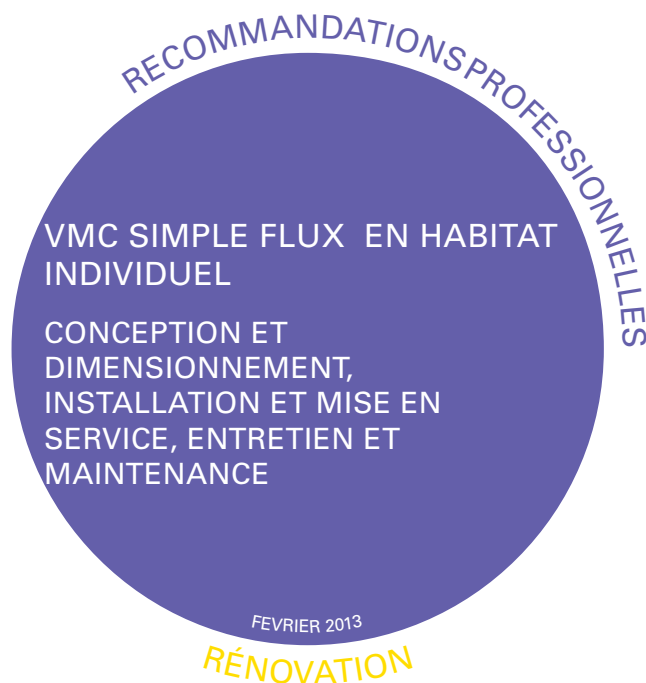 RECOMMANDATIONS PROFESSIONNELLES
VMC SIMPLE FLUX EN HABITAT
INDIVIDUEL
CONCEPTION ET
DIMENSIONNEMENT,
INSTALLATION ET MISE EN
SERVICE, ENTRETIEN ET
MAINTENANCE
FEVRIER 2013
RÉNOVATION